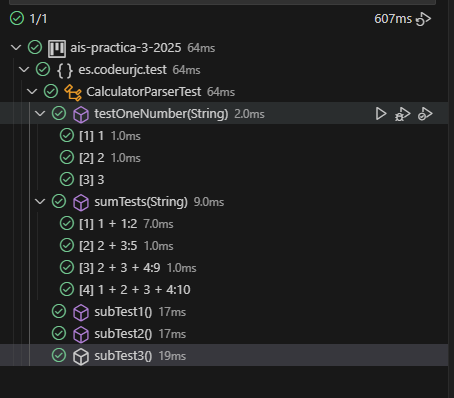 1/1 607ms
ais-practica-3-2025 64ms
{} es.codeurjc.test 64ms
CalculatorParserTest 64ms
testOneNumber(String) 2.0ms
[1] 1 1.0ms
[2] 2 1.0ms
[3] 3
sumTests(String) 9.0ms
[1] 1 + 1:2 7.0ms
[2] 2 + 3:5 1.0ms
[3] 2 + 3 + 4:9 1.0ms
[4] 1 + 2 + 3 + 4:10
subTest1() 17ms
subTest2() 17ms
subTest3() 19ms